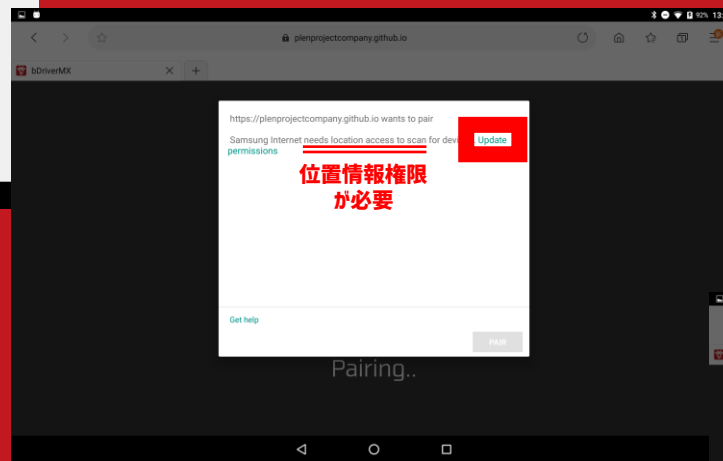 92% 13:
plenprojectcompany.github.io
bDriverMX
https://plenprojectcompany.github.io wants to pair
Samsung Internet needs location access to scan for Update
permissions
位置情報権限
が必要
Get help
PAIR
Pairing..